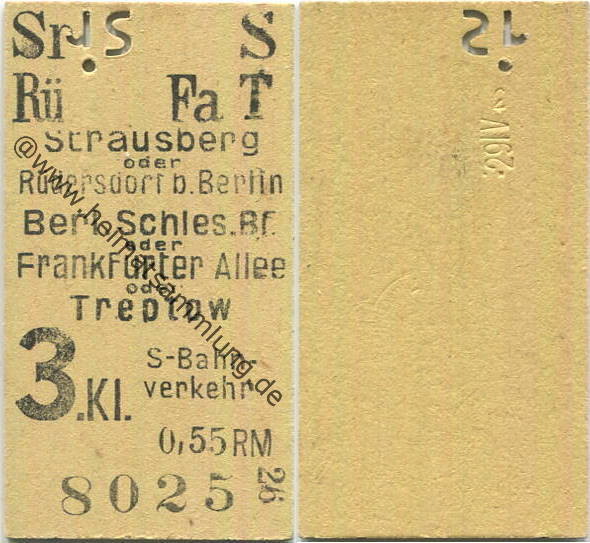 Sr S
Rü Fa T
Strausberg
oder
Rüdersdorf b. Berlin
Berl. Schles. Bf.
oder
Frankfurter Allee
oder
Treptow
3.Kl.
S-Bahn-
verkehr
0,55 RM
8025
26
@www.heimatsammlung.de